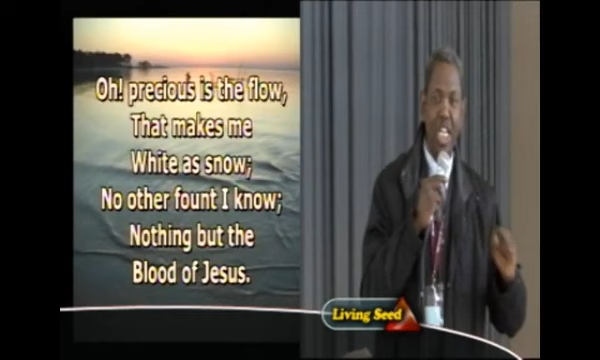 Oh! precious is the flow,
That makes me
White as snow;
No other fount I know;
Nothing but the
Blood of Jesus.
Living Seed